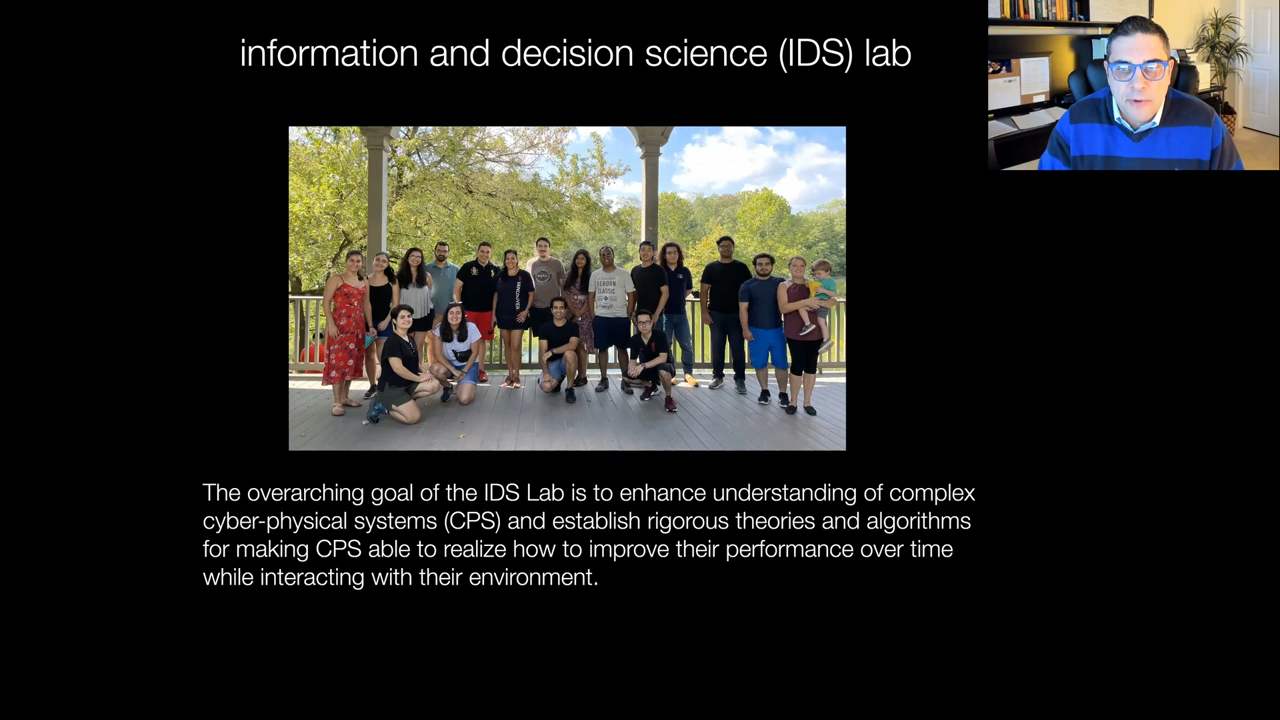 information and decision science (IDS) lab
REBORN
CLASSIC
The overarching goal of the IDS Lab is to enhance understanding of complex
cyber-physical systems (CPS) and establish rigorous theories and algorithms
for making CPS able to realize how to improve their performance over time
while interacting with their environment.